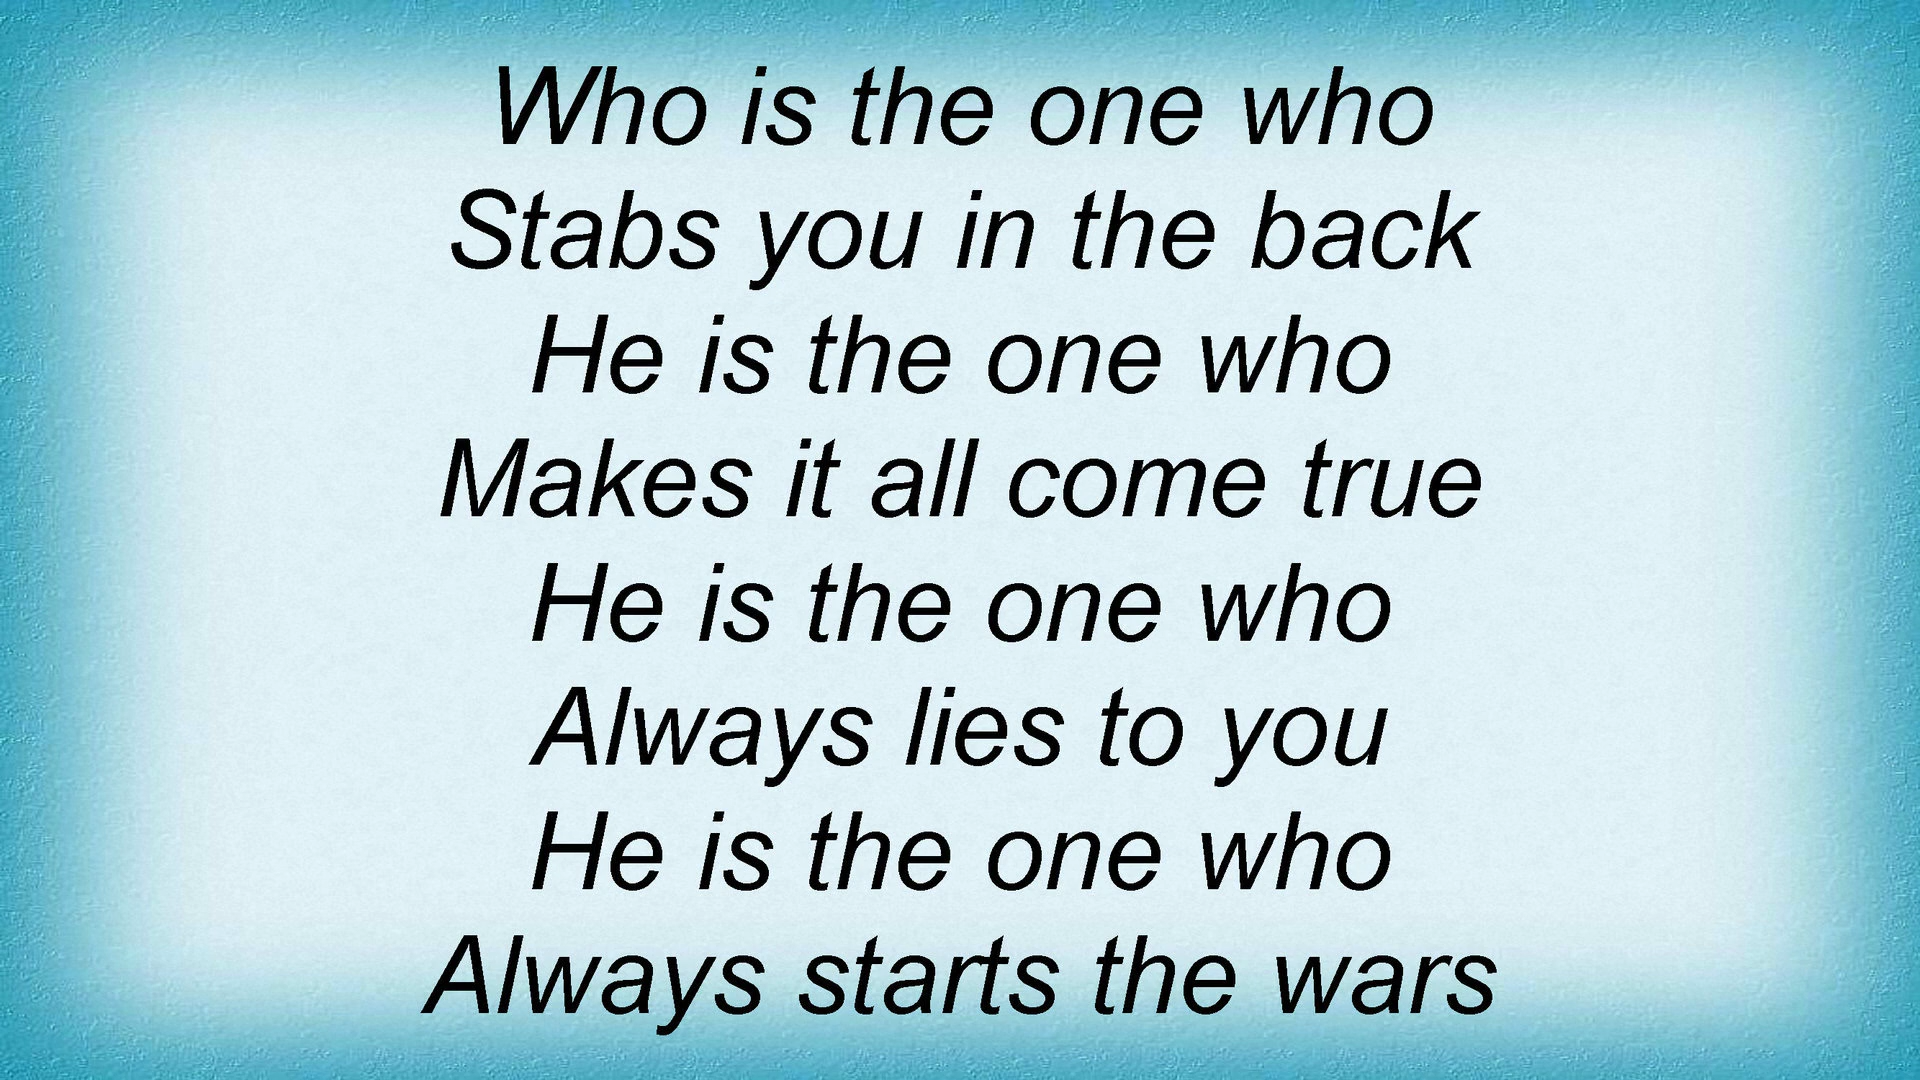 Who is the one who
Stabs you in the back
He is the one who
Makes it all come true
He is the one who
Always lies to you
He is the one who
Always starts the wars